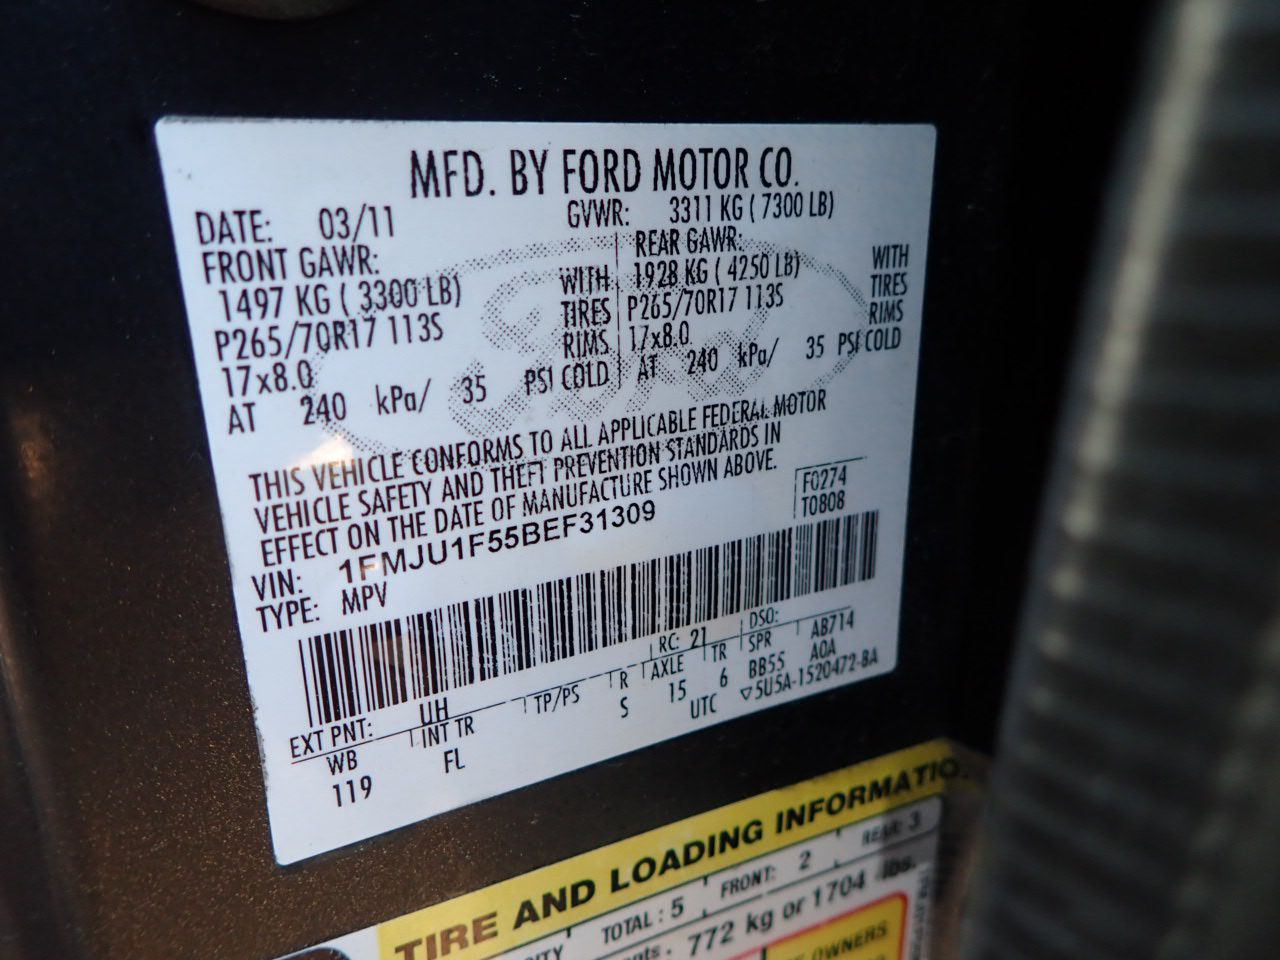 MFD. BY FORD MOTOR CO.
DATE: 03/11 GVWR: 3311 KG ( 7300 LB)
FRONT GAWR: REAR GAWR:
1497 KG ( 3300 LB) WITH 1928 KG ( 4250 LB) WITH
P265/70R17 113S TIRES P265/70R17 113S TIRES
17x8.0 RIMS 17x8.0 RIMS
AT 240 kPa/ 35 PSI COLD AT 240 kPa/ 35 PSI COLD
THIS VEHICLE CONFORMS TO ALL APPLICABLE FEDERAL MOTOR
VEHICLE SAFETY AND THEFT PREVENTION STANDARDS IN
EFFECT ON THE DATE OF MANUFACTURE SHOWN ABOVE.
F0274
T0808
VIN: 1FMJU1F55BEF31309
TYPE: MPV
EXT PNT: UH RC: 21 DSO:
WB INT TR TP/PS R AXLE TR SPR AB714
119 FL S 15 6 BB55 A0A
UTC ▽5U5A-1520472-BA
TIRE AND LOADING INFORMATIO
TOTAL : 5 FRONT: 2 REAR: 3
772 kg or 1704 lbs.
OWNERS